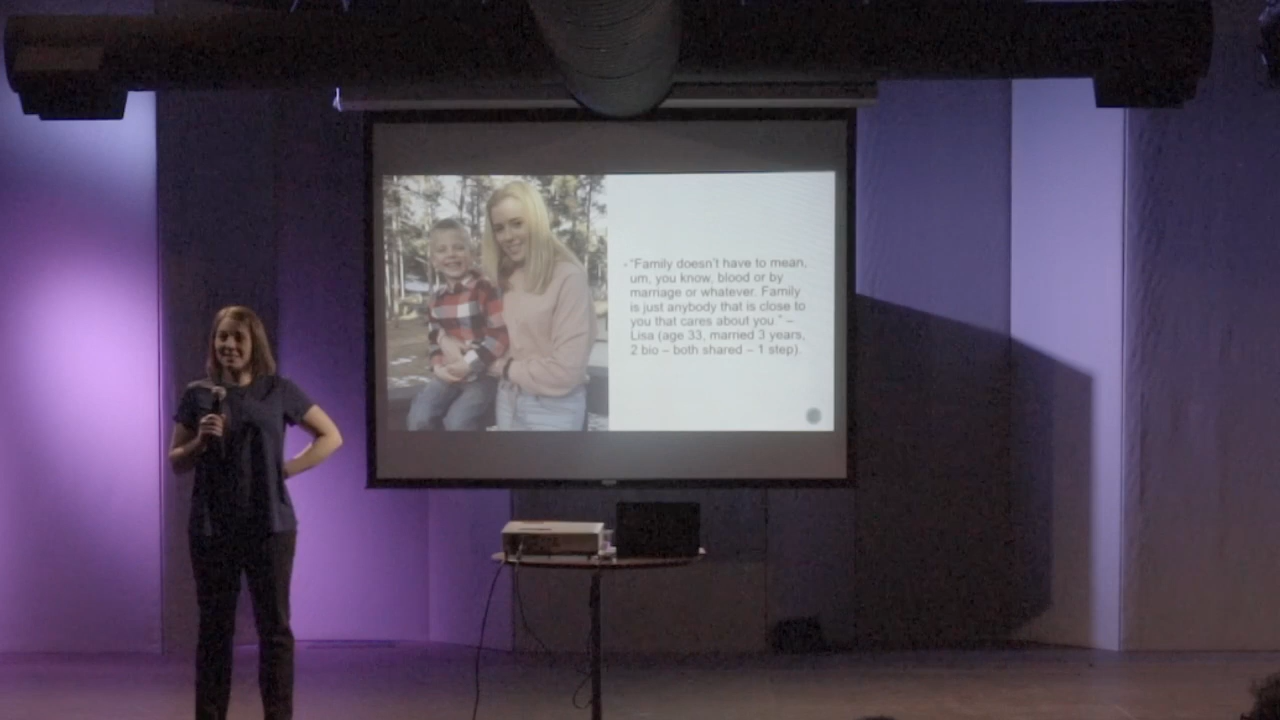 - "Family doesn't have to mean,
um, you know, blood or by
marriage or whatever. Family
is just anybody that is close to
you that cares about you." –
Lisa (age 33, married 3 years,
2 bio – both shared – 1 step).